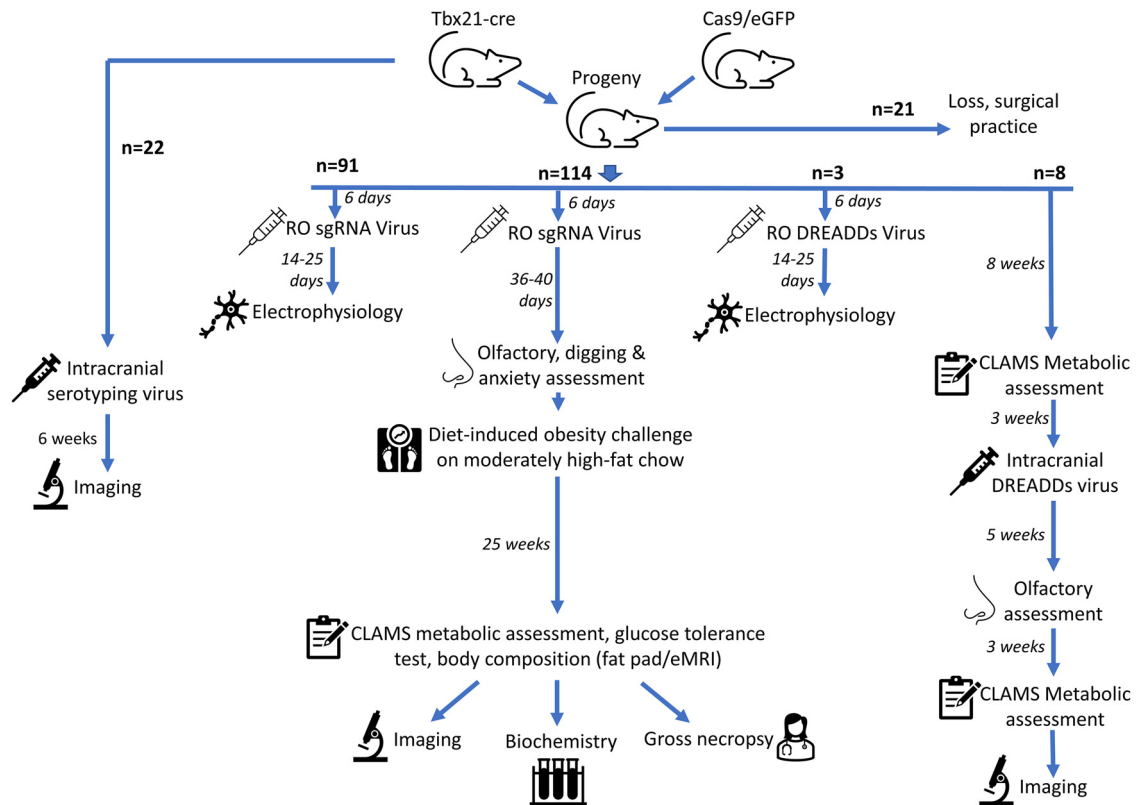 Tbx21-cre
Cas9/eGFP
Progeny
n=21
Loss, surgical
practice
n=22
n=91
n=114
n=3
n=8
6 days
RO sgRNA Virus
14-25
days
Electrophysiology
6 days
RO sgRNA Virus
36-40
days
Olfactory, digging &
anxiety assessment
Diet-induced obesity challenge
on moderately high-fat chow
25 weeks
CLAMS metabolic assessment, glucose tolerance
test, body composition (fat pad/eMRI)
Imaging
Biochemistry
Gross necropsy
6 days
RO DREADDs Virus
14-25
days
Electrophysiology
8 weeks
CLAMS Metabolic
assessment
3 weeks
Intracranial
DREADDs virus
5 weeks
Olfactory
assessment
3 weeks
CLAMS Metabolic
assessment
Imaging
Intracranial
serotyping virus
6 weeks
Imaging